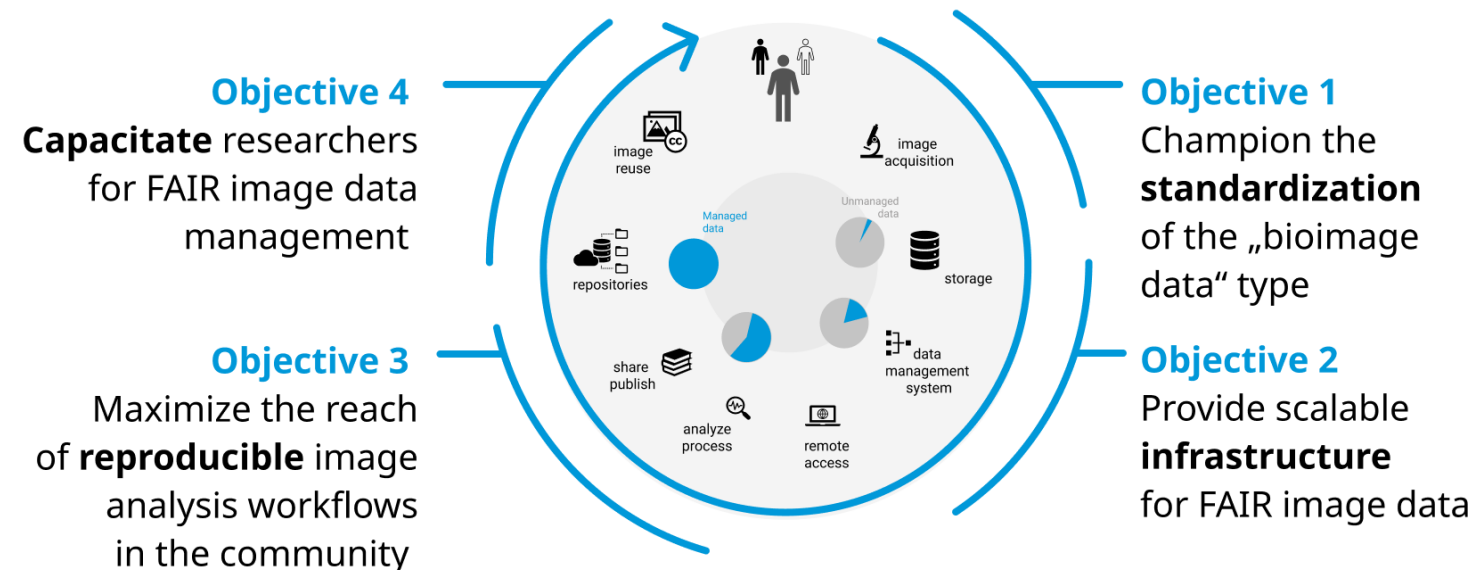 Objective 4
Capacitate researchers
for FAIR image data
management
Objective 3
Maximize the reach
of reproducible image
analysis workflows
in the community
image
reuse
CC
image
acquisition
Managed
data
Unmanaged
data
repositories
storage
share
publish
data
management
system
analyze
process
remote
access
Objective 1
Champion the
standardization
of the „bioimage
data“ type
Objective 2
Provide scalable
infrastructure
for FAIR image data